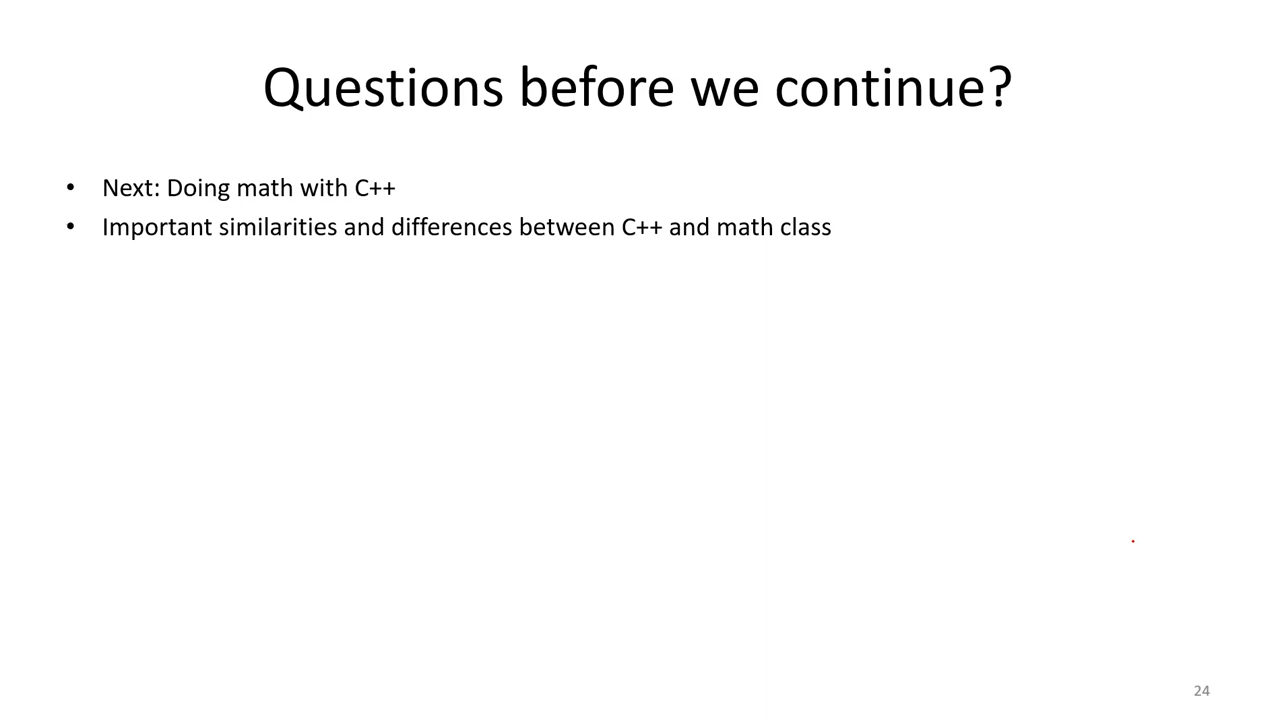 Questions before we continue?
• Next: Doing math with C++
• Important similarities and differences between C++ and math class
24